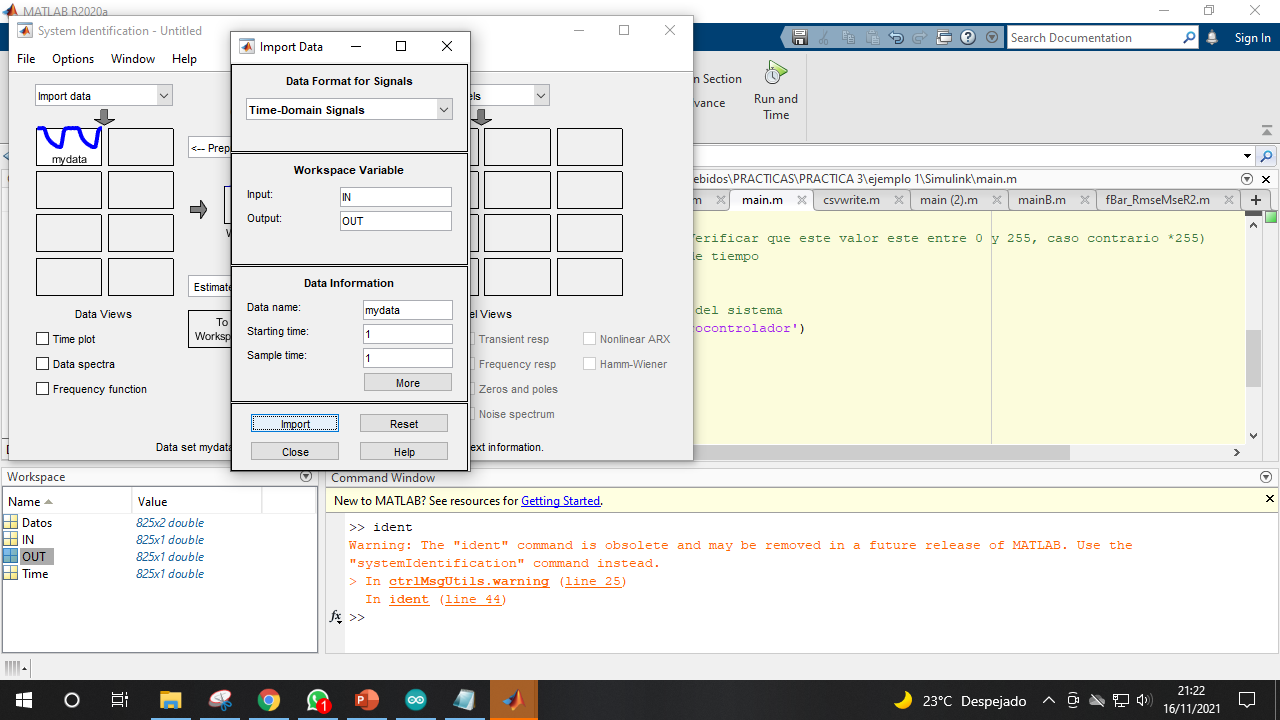 MATLAB R2020a
System Identification - Untitled
File Options Window Help
Import data
mydata
<-- Prep
Estimate
To
Workspa
Data Views
Time plot
Data spectra
Frequency function
Data set mydata
ext information.
Import Data
Data Format for Signals
Time-Domain Signals
Workspace Variable
Input: IN
Output: OUT
Data Information
Data name: mydata
Starting time: 1
Sample time: 1
More
Import Reset
Close Help
els
el Views
Transient resp Nonlinear ARX
Frequency resp Hamm-Wiener
Zeros and poles
Noise spectrum
Search Documentation Sign In
n Section
vance
Run and
Time
ebidos\PRACTICAS\PRACTICA 3\ejemplo 1\Simulink\main.m
m main.m csvwrite.m main (2).m mainB.m fBar_RmseMseR2.m
Verificar que este valor este entre 0 y 255, caso contrario *255)
e tiempo
del sistema
ocontrolador')
Workspace
Name Value
Datos 825x2 double
IN 825x1 double
OUT 825x1 double
Time 825x1 double
Command Window
New to MATLAB? See resources for Getting Started.
>> ident
Warning: The "ident" command is obsolete and may be removed in a future release of MATLAB. Use the
"systemIdentification" command instead.
> In ctrlMsgUtils.warning (line 25)
In ident (line 44)
fx >>
1
23°C Despejado
21:22
16/11/2021